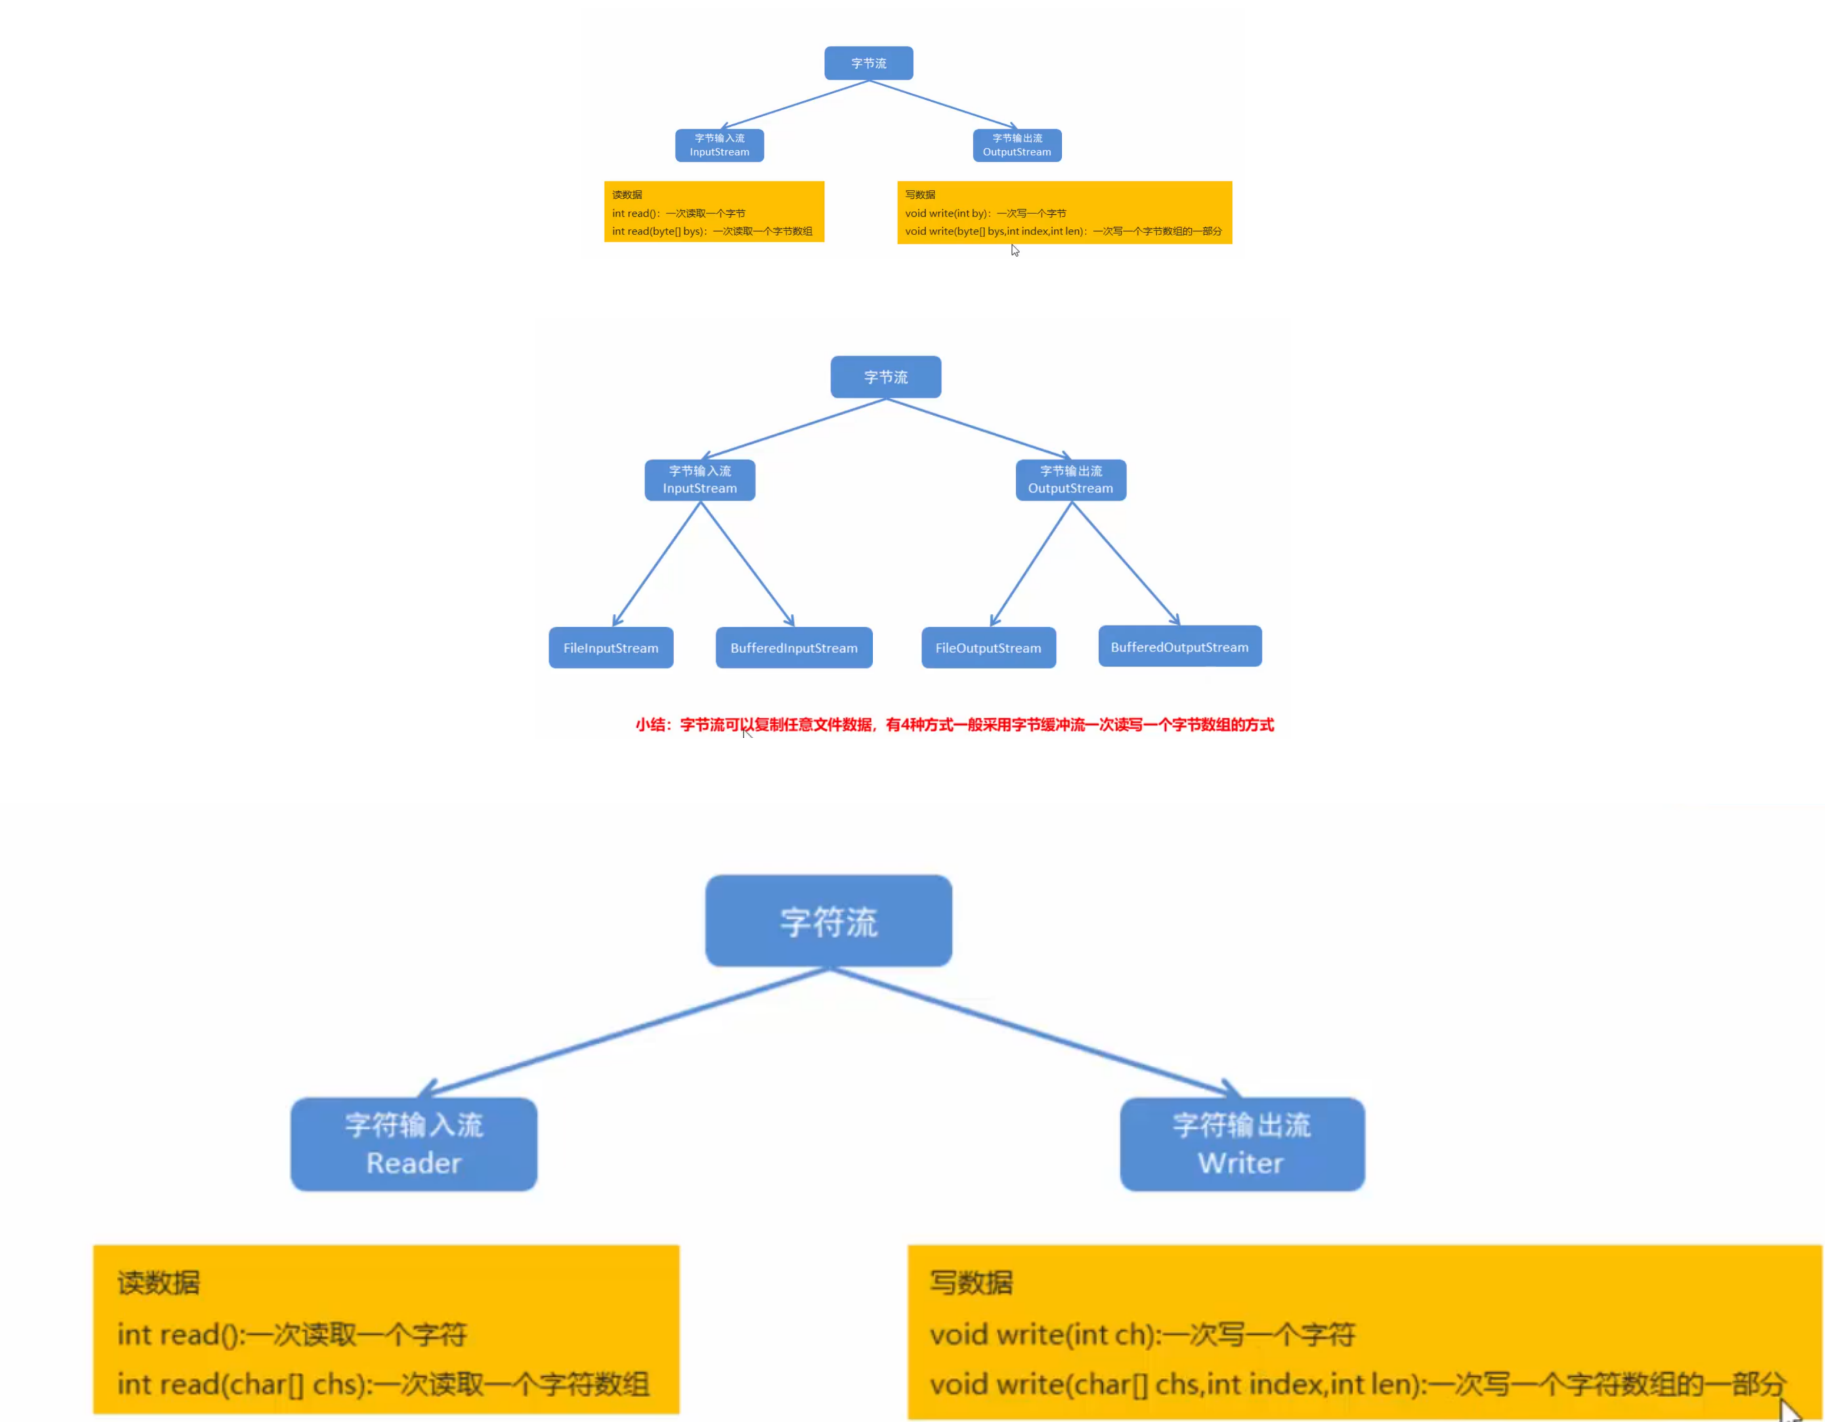 字节流
字节输入流
InputStream
字节输出流
OutputStream
读数据
int read()：一次读取一个字节
int read(byte[] bys)：一次读取一个字节数组
写数据
void write(int by)：一次写一个字节
void write(byte[] bys,int index,int len)：一次写一个字节数组的一部分
字节流
字节输入流
InputStream
字节输出流
OutputStream
FileInputStream
BufferedInputStream
FileOutputStream
BufferedOutputStream
小结：字节流可以复制任意文件数据，有4种方式一般采用字节缓冲流一次读写一个字节数组的方式
字符流
字符输入流
Reader
字符输出流
Writer
读数据
int read():一次读取一个字符
int read(char[] chs):一次读取一个字符数组
写数据
void write(int ch):一次写一个字符
void write(char[] chs,int index,int len):一次写一个字符数组的一部分